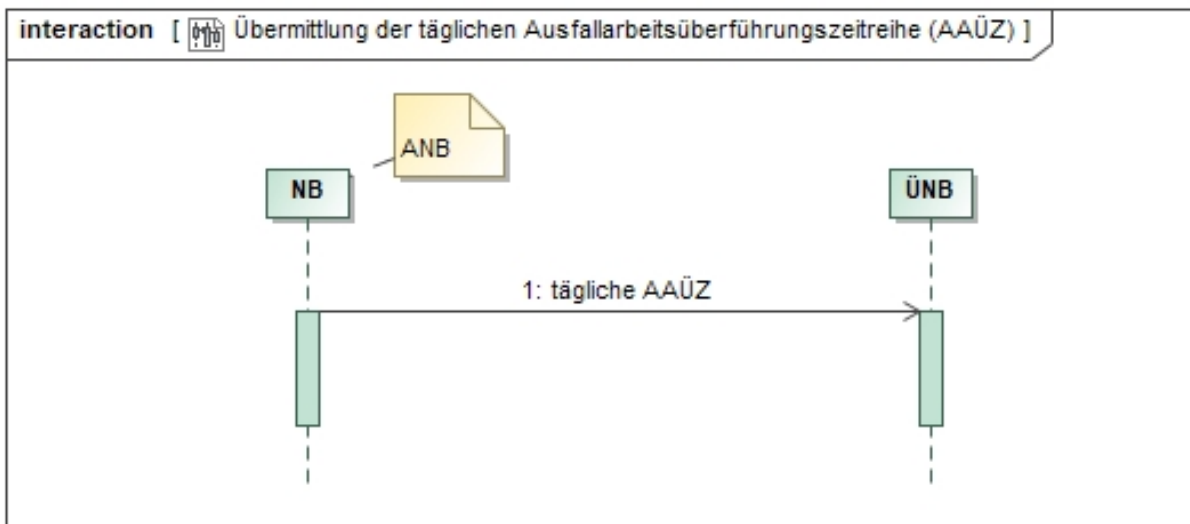 interaction [ Übermittlung der täglichen Ausfallarbeitsüberführungszeitreihe (AAÜZ) ]
ANB
NB
ÜNB
1: tägliche AAÜZ